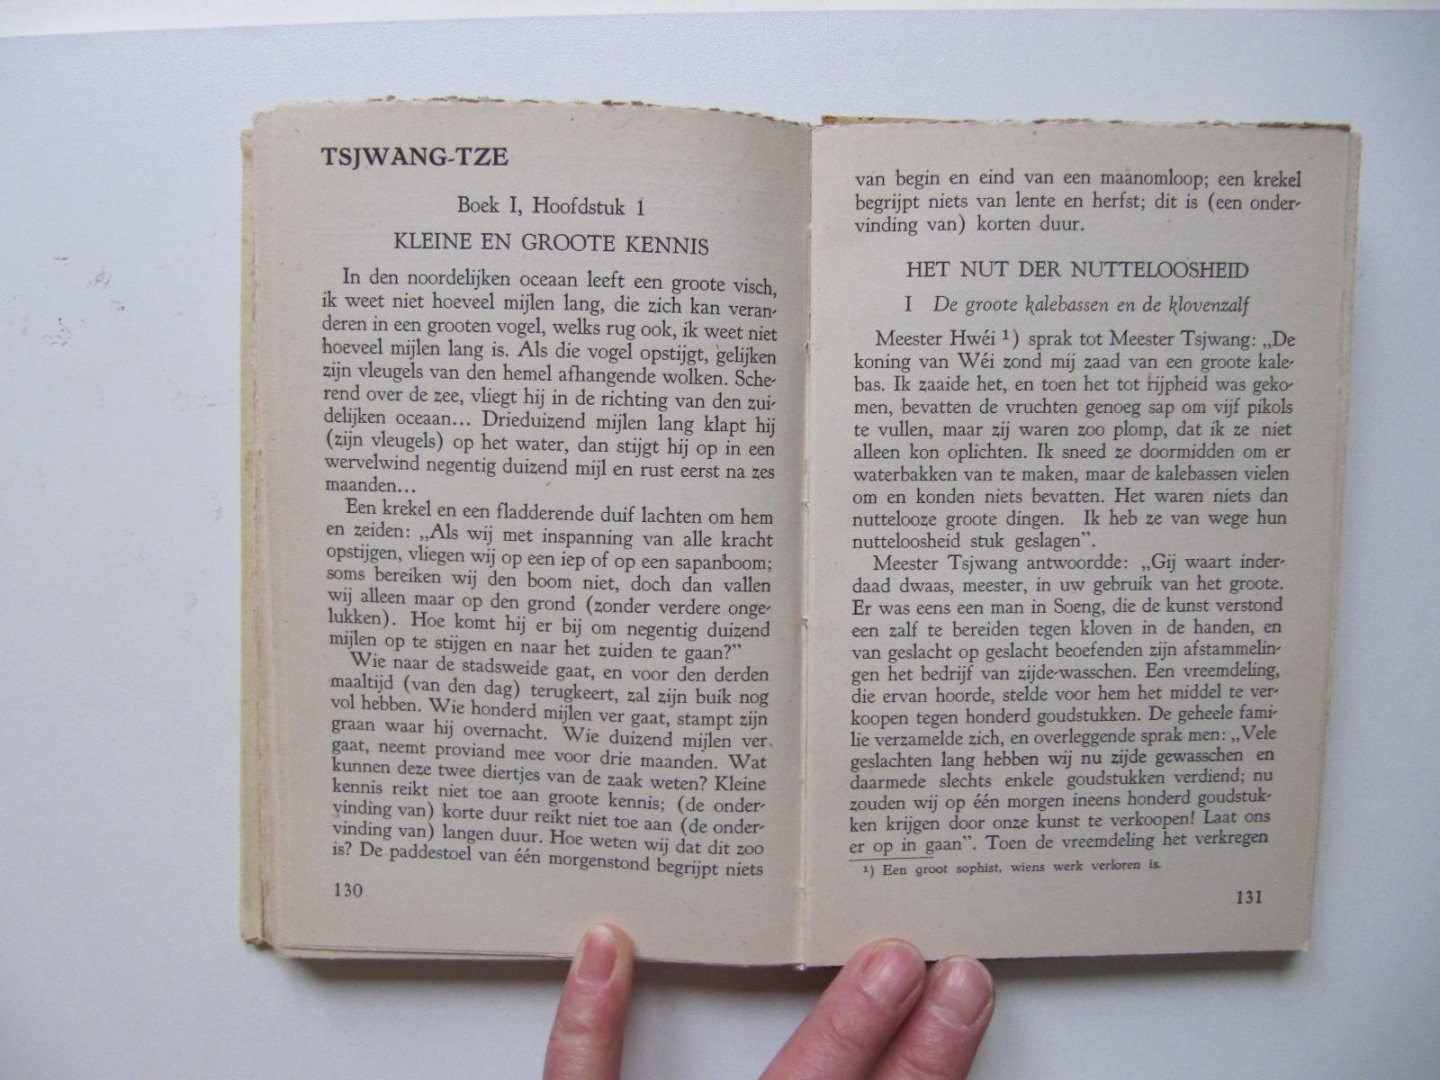 TSJWANG-TZE
Boek I, Hoofdstuk 1
KLEINE EN GROOTE KENNIS
In den noordelijken oceaan leeft een groote visch,
ik weet niet hoeveel mijlen lang, die zich kan veran-
deren in een grooten vogel, welks rug ook, ik weet niet
hoeveel mijlen lang is. Als die vogel opstijgt, gelijken
zijn vleugels van den hemel afhangende wolken. Sche-
rend over de zee, vliegt hij in de richting van den zui-
delijken oceaan... Drieduizend mijlen lang klapt hij
(zijn vleugels) op het water, dan stijgt hij op in een
wervelwind negentig duizend mijl en rust eerst na zes
maanden...
Een krekel en een fladderende duif lachten om hem
en zeiden: „Als wij met inspanning van alle kracht
opstijgen, vliegen wij op een iep of op een sapanboom;
soms bereiken wij den boom niet, doch dan vallen
wij alleen maar op den grond (zonder verdere onge-
lukken). Hoe komt hij er bij om negentig duizend
mijlen op te stijgen en naar het zuiden te gaan?”
Wie naar de stadsweide gaat, en voor den derden
maaltijd (van den dag) terugkeert, zal zijn buik nog
vol hebben. Wie honderd mijlen ver gaat, stampt zijn
graan waar hij overnacht. Wie duizend mijlen ver
gaat, neemt proviand mee voor drie maanden. Wat
kunnen deze twee diertjes van de zaak weten? Kleine
kennis reikt niet toe aan groote kennis; (de onder-
vinding van) korte duur reikt niet toe aan (de onder-
vinding van) langen duur. Hoe weten wij dat dit zoo
is? De paddestoel van één morgenstond begrijpt niets
130
van begin en eind van een maanomloop; een krekel
begrijpt niets van lente en herfst; dit is (een onder-
vinding van) korten duur.
HET NUT DER NUTTELOOSHEID
I De groote kalebassen en de klovenzalf
Meester Hwéi ¹) sprak tot Meester Tsjwang: „De
koning van Wéi zond mij zaad van een groote kale-
bas. Ik zaaide het, en toen het tot rijpheid was geko-
men, bevatten de vruchten genoeg sap om vijf pikols
te vullen, maar zij waren zoo plomp, dat ik ze niet
alleen kon oplichten. Ik sneed ze doormidden om er
waterbakken van te maken, maar de kalebassen vielen
om en konden niets bevatten. Het waren niets dan
nuttelooze groote dingen. Ik heb ze van wege hun
nutteloosheid stuk geslagen”.
Meester Tsjwang antwoordde: „Gij waart inder-
daad dwaas, meester, in uw gebruik van het groote.
Er was eens een man in Soeng, die de kunst verstond
een zalf te bereiden tegen kloven in de handen, en
van geslacht op geslacht beoefenden zijn afstammelin-
gen het bedrijf van zijde-wasschen. Een vreemdeling,
die ervan hoorde, stelde voor hem het middel te ver-
koopen tegen honderd goudstukken. De geheele fami-
lie verzamelde zich, en overleggende sprak men: „Vele
geslachten lang hebben wij nu zijde gewasschen en
daarmede slechts enkele goudstukken verdiend; nu
zouden wij op één morgen ineens honderd goudstuk-
ken krijgen door onze kunst te verkoopen! Laat ons
er op in gaan”. Toen de vreemdeling het verkregen
¹) Een groot sophist, wiens werk verloren is.
131